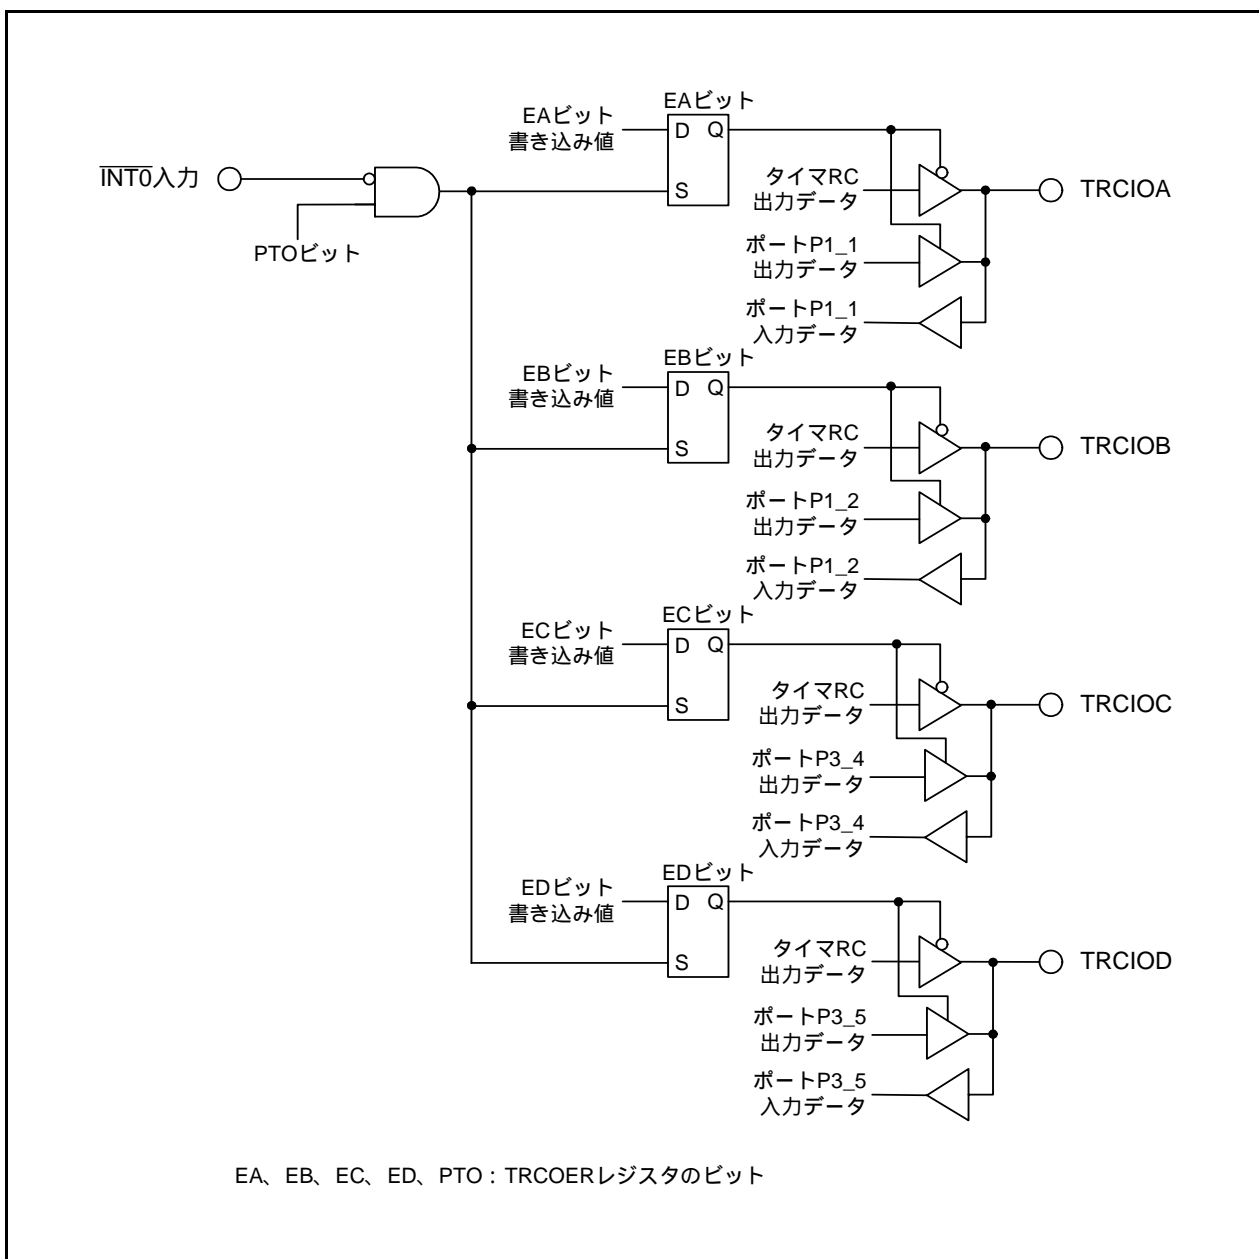 INT0入力
PTOビット
EAビット
書き込み値
EAビット
D Q
S
タイマRC
出力データ
TRCIOA
ポートP1_1
出力データ
ポートP1_1
入力データ
EBビット
書き込み値
EBビット
D Q
S
タイマRC
出力データ
TRCIOB
ポートP1_2
出力データ
ポートP1_2
入力データ
ECビット
書き込み値
ECビット
D Q
S
タイマRC
出力データ
TRCIOC
ポートP3_4
出力データ
ポートP3_4
入力データ
EDビット
書き込み値
EDビット
D Q
S
タイマRC
出力データ
TRCIOD
ポートP3_5
出力データ
ポートP3_5
入力データ
EA、EB、EC、ED、PTO：TRCOERレジスタのビット